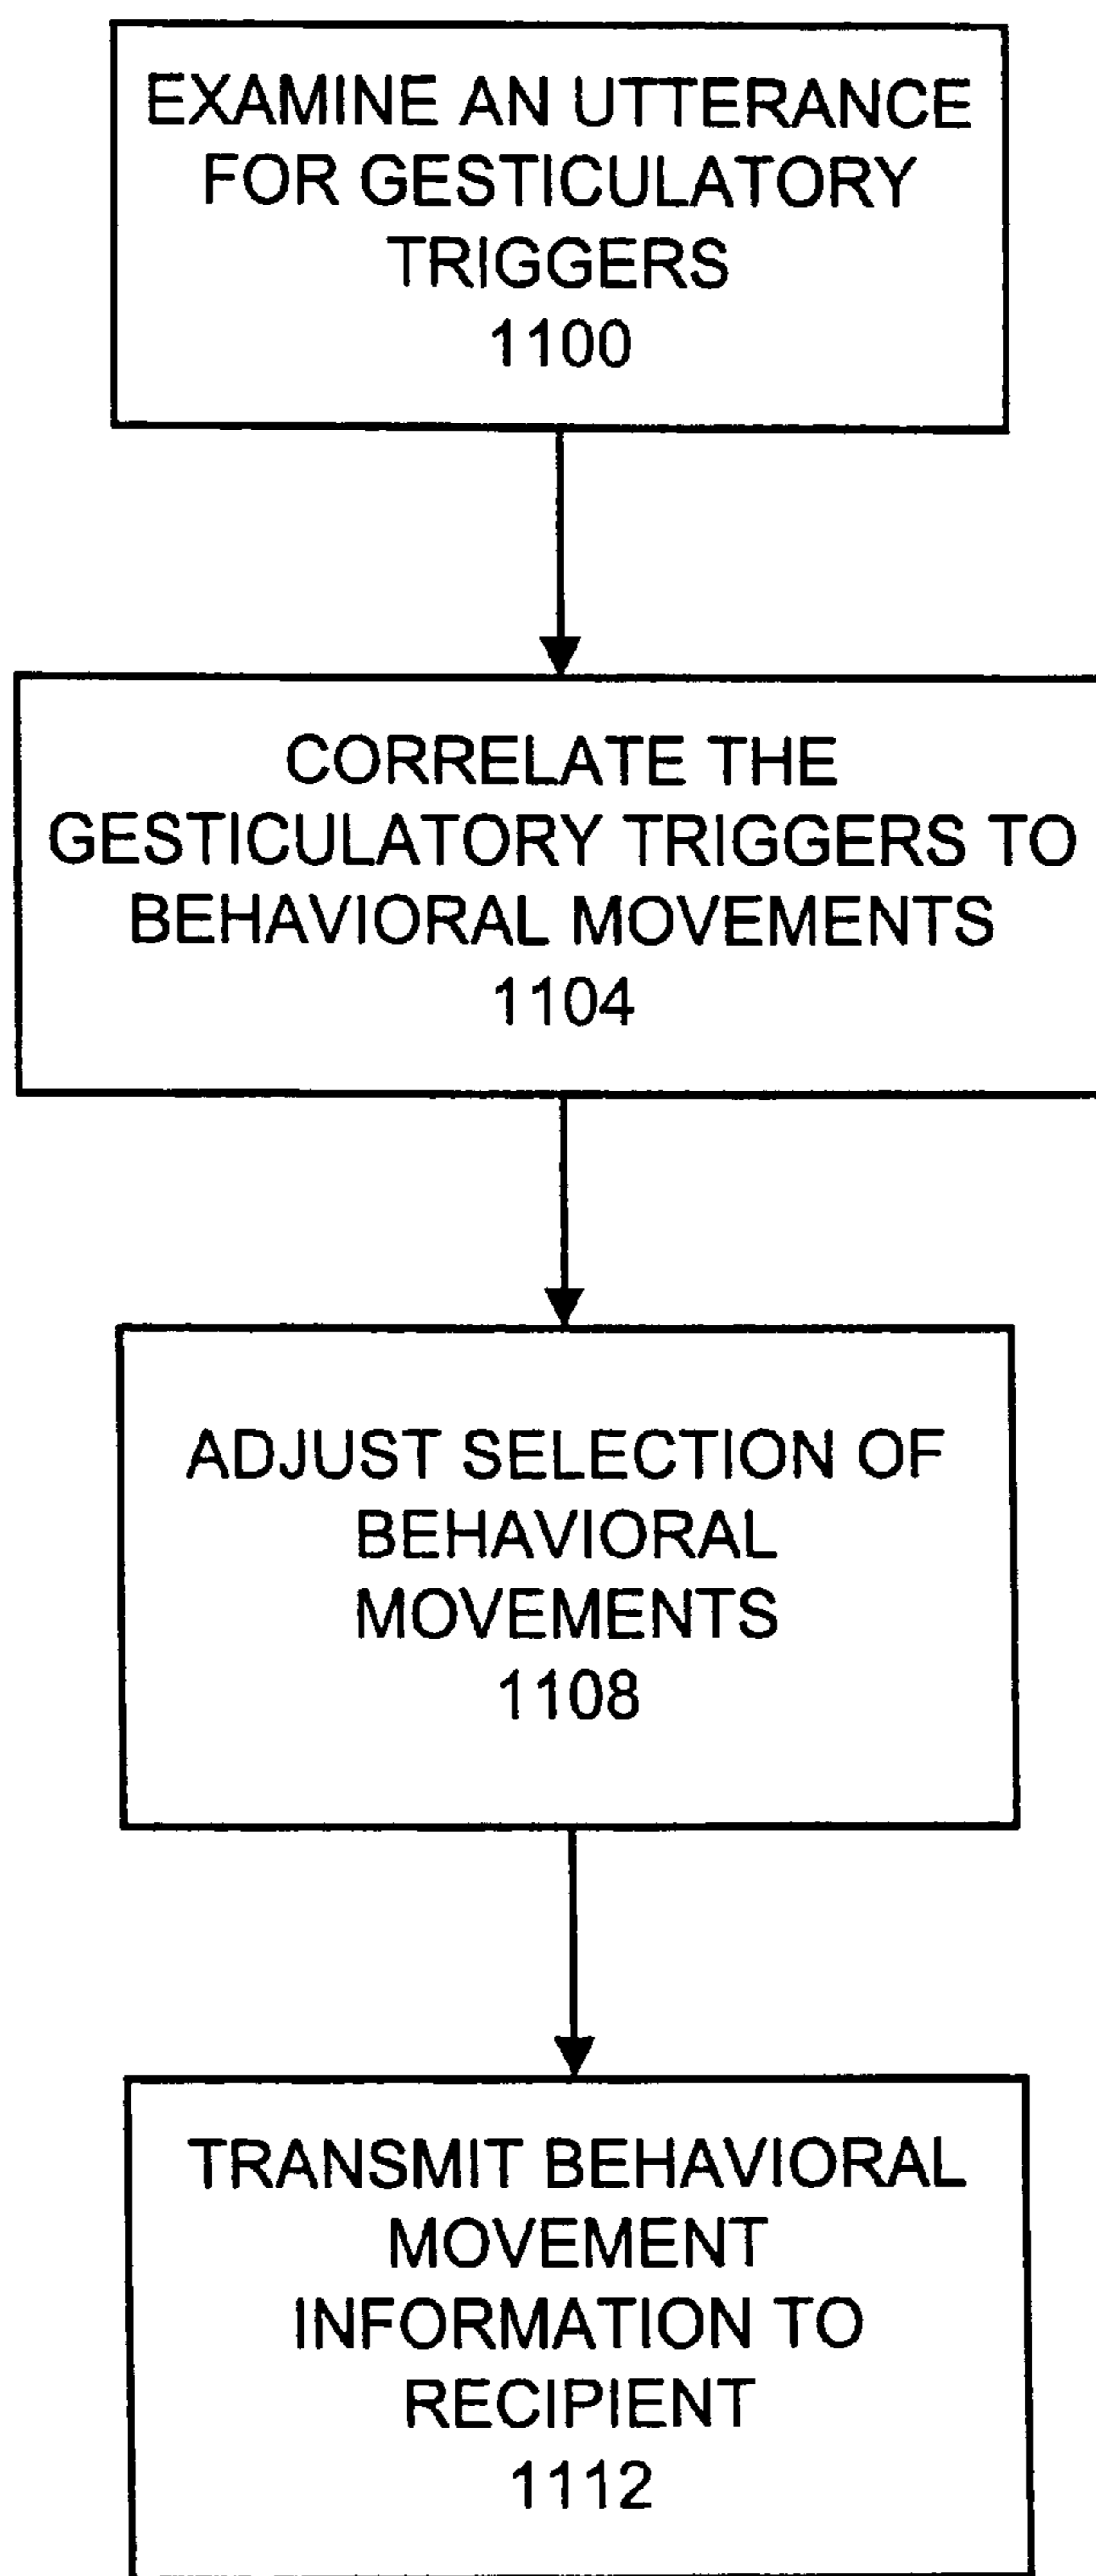 EXAMINE AN UTTERANCE
FOR GESTICULATORY
TRIGGERS
1100
CORRELATE THE
GESTICULATORY TRIGGERS TO
BEHAVIORAL MOVEMENTS
1104
ADJUST SELECTION OF
BEHAVIORAL
MOVEMENTS
1108
TRANSMIT BEHAVIORAL
MOVEMENT
INFORMATION TO
RECIPIENT
1112